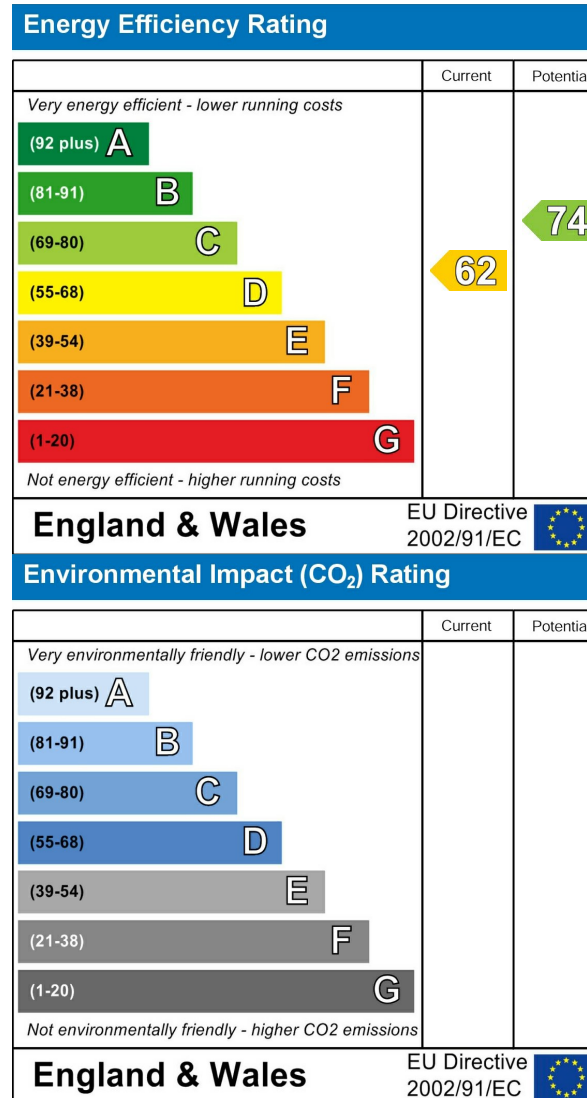 Energy Efficiency Rating
Current Potentia
Very energy efficient - lower running costs
(92 plus) A
(81-91) B
(69-80) C
(55-68) D
(39-54) E
(21-38) F
(1-20) G
62
74
Not energy efficient - higher running costs
England & Wales
EU Directive
2002/91/EC
Environmental Impact (CO₂) Rating
Current Potentia
Very environmentally friendly - lower CO2 emissions
(92 plus) A
(81-91) B
(69-80) C
(55-68) D
(39-54) E
(21-38) F
(1-20) G
Not environmentally friendly - higher CO2 emissions
England & Wales
EU Directive
2002/91/EC